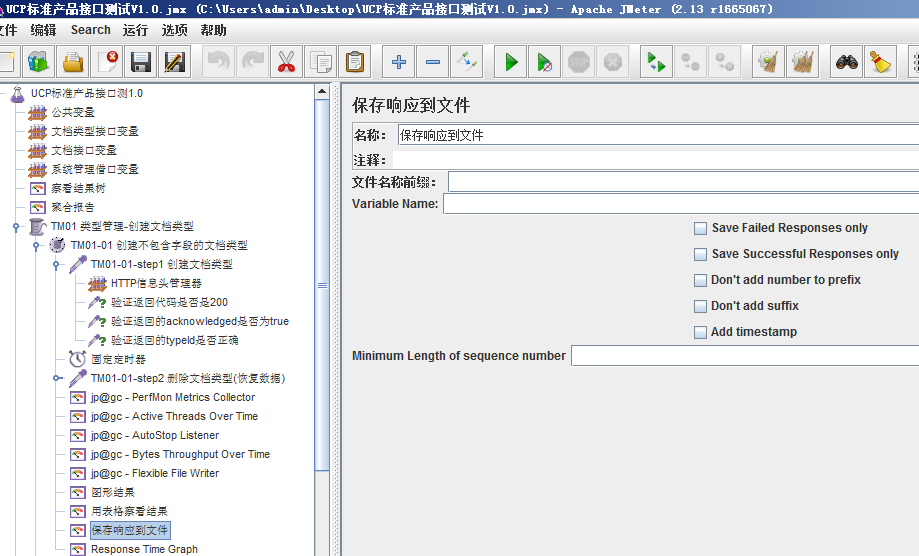 UCP标准产品接口测试V1.0.jmx (C:\Users\admin\Desktop\UCP标准产品接口测试V1.0.jmx) - Apache JMeter (2.13 r1665067)
文件 编辑 Search 运行 选项 帮助
STOP
UCP标准产品接口测1.0
公共变量
文档类型接口变量
文档接口变量
系统管理借口变量
察看结果树
聚合报告
TM01 类型管理-创建文档类型
TM01-01 创建不包含字段的文档类型
TM01-01-step1 创建文档类型
HTTP信息头管理器
验证返回代码是否是200
验证返回的acknowledged是否为true
验证返回的typeId是否正确
固定定时器
TM01-01-step2 删除文档类型(恢复数据)
jp@gc - PerfMon Metrics Collector
jp@gc - Active Threads Over Time
jp@gc - AutoStop Listener
jp@gc - Bytes Throughput Over Time
jp@gc - Flexible File Writer
图形结果
用表格察看结果
保存响应到文件
Response Time Graph
保存响应到文件
名称： 保存响应到文件
注释：
文件名称前缀：
Variable Name:
Save Failed Responses only
Save Successful Responses only
Don't add number to prefix
Don't add suffix
Add timestamp
Minimum Length of sequence number